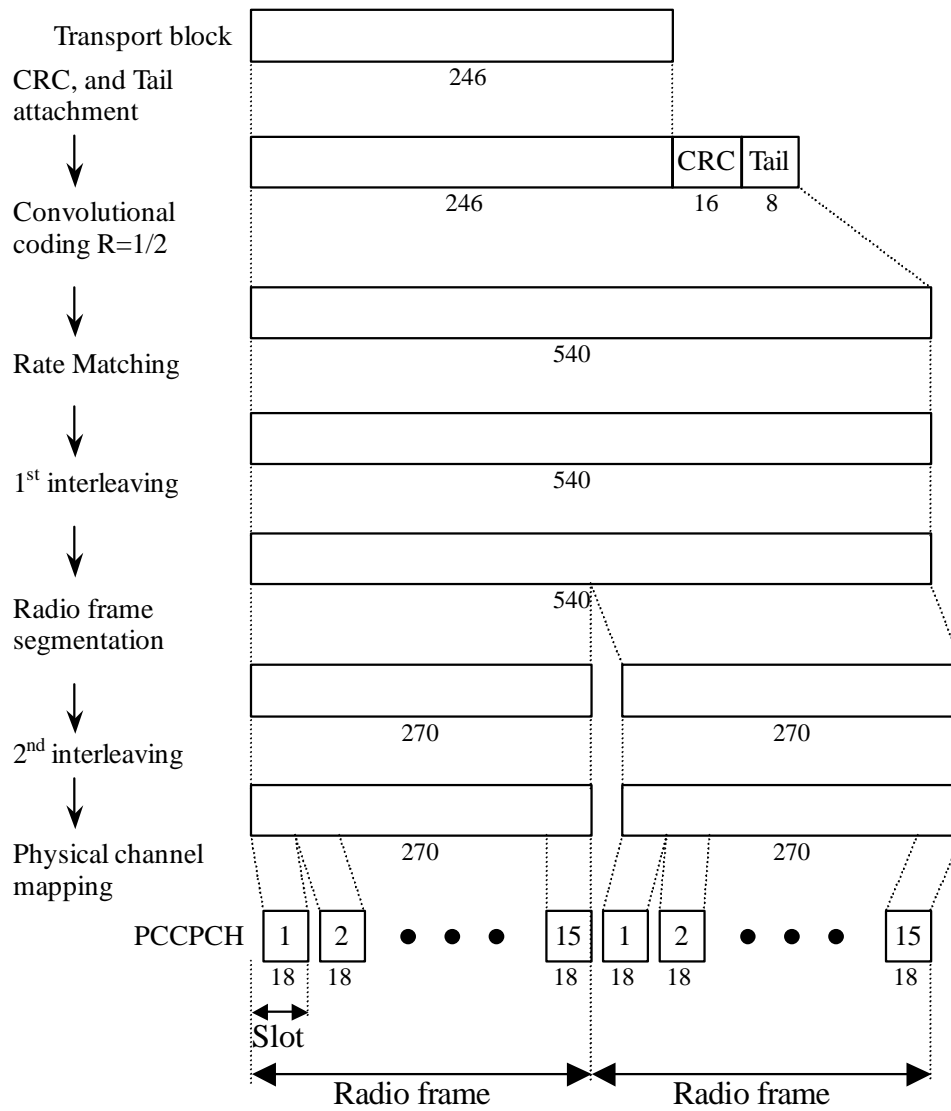 Transport block
246
CRC, and Tail
attachment
CRC Tail
246 16 8
Convolutional
coding R=1/2
540
Rate Matching
540
1st interleaving
540
Radio frame
segmentation
270 270
2nd interleaving
270 270
Physical channel
mapping
PCCPCH 1 2 15 1 2 15
18 18 18 18 18 18
Slot
Radio frame Radio frame